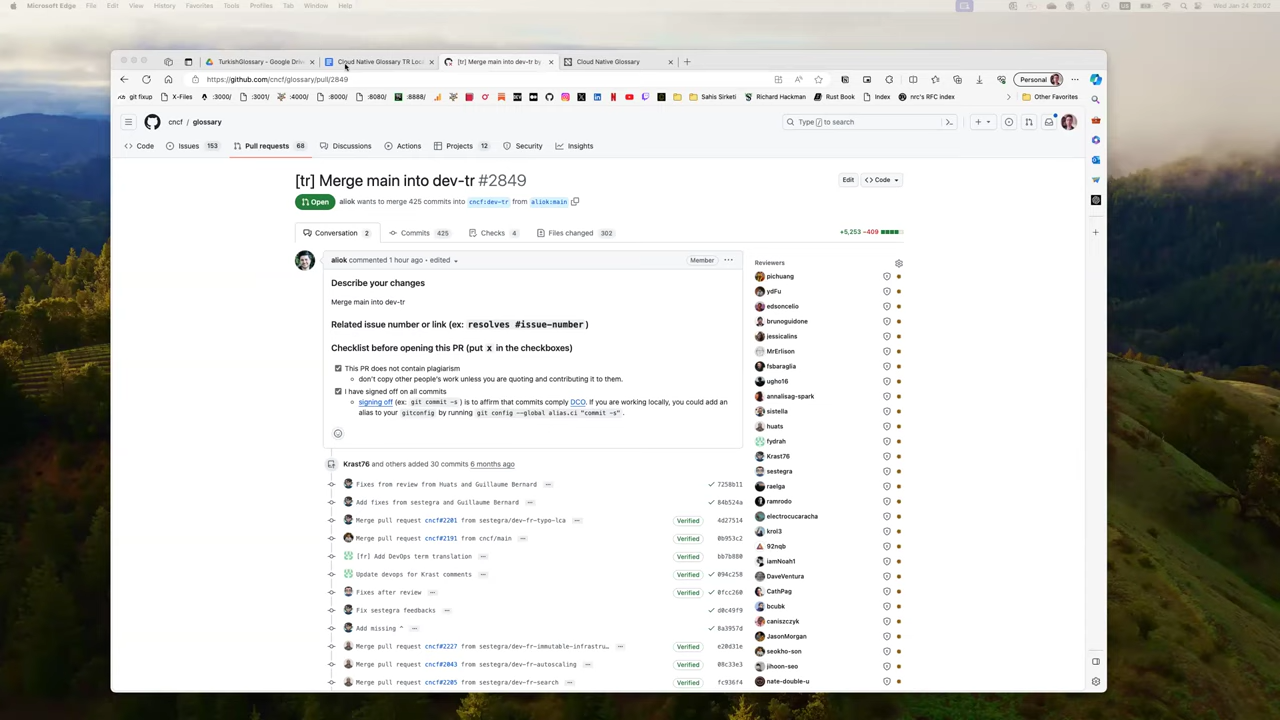 Microsoft Edge File Edit View History Favorites Tools Profiles Tab Window Help
Wed Jan 24 20:02
TurkishGlossary - Google Drive
Cloud Native Glossary TR Loc
[tr] Merge main into dev-tr by
Cloud Native Glossary
https://github.com/cncf/glossary/pull/2849
Personal
git fixup X-Files :3000/ :3001/ :4000/ :8000/ :8080/ :8888/ Sahis Sirketi Richard Hackman Rust Book Index nrc's RFC index Other Favorites
cncf / glossary
Type / to search
Code Issues 153 Pull requests 68 Discussions Actions Projects 12 Security Insights
[tr] Merge main into dev-tr #2849
Edit <> Code
Open aliok wants to merge 425 commits into cncf:dev-tr from aliok:main
Conversation 2 Commits 425 Checks 4 Files changed 302
+5,253 −409
aliok commented 1 hour ago • edited
Member
Describe your changes
Merge main into dev-tr
Related issue number or link (ex: resolves #issue-number)
Checklist before opening this PR (put x in the checkboxes)
This PR does not contain plagiarism
don't copy other people's work unless you are quoting and contributing it to them.
I have signed off on all commits
signing off (ex: git commit -s) is to affirm that commits comply DCO. If you are working locally, you could add an
alias to your gitconfig by running git config --global alias.ci "commit -s".
Krast76 and others added 30 commits 6 months ago
Fixes from review from Huats and Guillaume Bernard 7258b11
Add fixes from sestegra and Guillaume Bernard 84b524a
Merge pull request cncf#2201 from sestegra/dev-fr-typo-lca Verified 4d27514
Merge pull request cncf#2191 from cncf/main Verified 0b953c2
[fr] Add DevOps term translation Verified bb7b880
Update devops for Krast comments Verified 094c258
Fixes after review Verified 0fcc260
Fix sestegra feedbacks d0c49f9
Add missing " 8a3957d
Merge pull request cncf#2227 from sestegra/dev-fr-immutable-infrastru… Verified e20d31e
Merge pull request cncf#2043 from sestegra/dev-fr-autoscaling Verified 08c33e3
Merge pull request cncf#2205 from sestegra/dev-fr-search Verified fc936f4
Reviewers
pichuang
ydFu
edsoncelio
brunoguidone
jessicalins
MrErlison
fsbaraglia
ugho16
annalisag-spark
sistella
huats
fydrah
Krast76
sestegra
raelga
ramrodo
electrocucaracha
krol3
92nqb
iamNoah1
DaveVentura
CathPag
bcubk
caniszczyk
JasonMorgan
seokho-son
jihoon-seo
nate-double-u